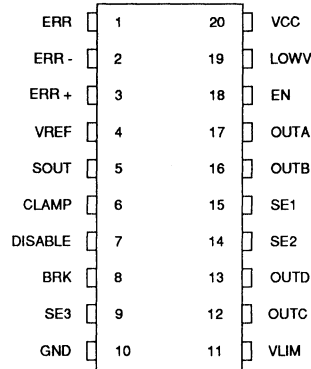 ERR 1 20 VCC
ERR - 2 19 LOWV
ERR + 3 18 EN
VREF 4 17 OUTA
SOUT 5 16 OUTB
CLAMP 6 15 SE1
DISABLE 7 14 SE2
BRK 8 13 OUTD
SE3 9 12 OUTC
GND 10 11 VLIM